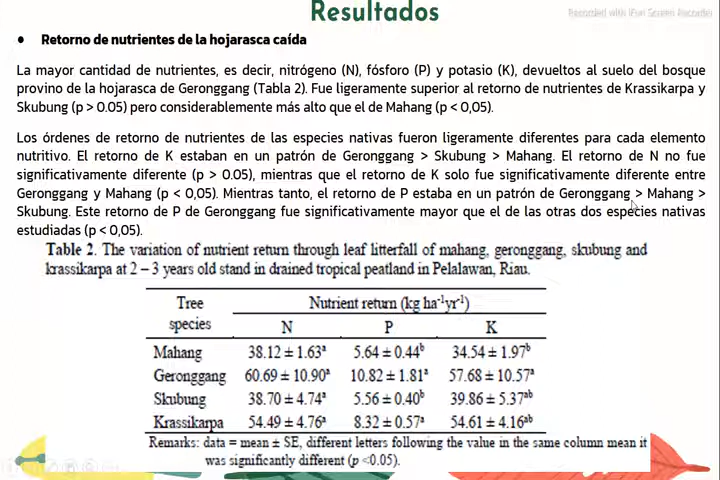 Resultados
Recorded with iFun Screen Recorder
● Retorno de nutrientes de la hojarasca caída
La mayor cantidad de nutrientes, es decir, nitrógeno (N), fósforo (P) y potasio (K), devueltos al suelo del bosque
provino de la hojarasca de Geronggang (Tabla 2). Fue ligeramente superior al retorno de nutrientes de Krassikarpa y
Skubung (p > 0.05) pero considerablemente más alto que el de Mahang (p < 0,05).
Los órdenes de retorno de nutrientes de las especies nativas fueron ligeramente diferentes para cada elemento
nutritivo. El retorno de K estaban en un patrón de Geronggang > Skubung > Mahang. El retorno de N no fue
significativamente diferente (p > 0.05), mientras que el retorno de K solo fue significativamente diferente entre
Geronggang y Mahang (p < 0,05). Mientras tanto, el retorno de P estaba en un patrón de Geronggang > Mahang >
Skubung. Este retorno de P de Geronggang fue significativamente mayor que el de las otras dos especies nativas
estudiadas (p < 0,05).
Table 2. The variation of nutrient return through leaf litterfall of mahang, geronggang, skubung and
krassikarpa at 2 – 3 years old stand in drained tropical peatland in Pelalawan, Riau.
Tree species Nutrient return (kg ha⁻¹yr⁻¹)
N P K
Mahang 38.12 ± 1.63ᵃ 5.64 ± 0.44ᵇ 34.54 ± 1.97ᵇ
Geronggang 60.69 ± 10.90ᵃ 10.82 ± 1.81ᵃ 57.68 ± 10.57ᵃ
Skubung 38.70 ± 4.74ᵃ 5.56 ± 0.40ᵇ 39.86 ± 5.37ᵃᵇ
Krassikarpa 54.49 ± 4.76ᵃ 8.32 ± 0.57ᵃ 54.61 ± 4.16ᵃᵇ
Remarks: data = mean ± SE, different letters following the value in the same column mean it
was significantly different (p <0.05).